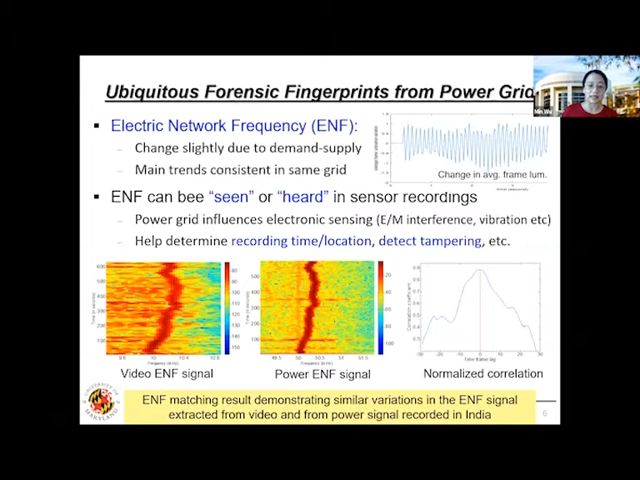 Ubiquitous Forensic Fingerprints from Power Grid
Min Wu
Electric Network Frequency (ENF):
Change slightly due to demand-supply
Main trends consistent in same grid
Change in avg. frame lum.
ENF can bee “seen” or “heard” in sensor recordings
Power grid influences electronic sensing (E/M interference, vibration etc)
Help determine recording time/location, detect tampering, etc.
Video ENF signal
Power ENF signal
Normalized correlation
ENF matching result demonstrating similar variations in the ENF signal
extracted from video and from power signal recorded in India
6